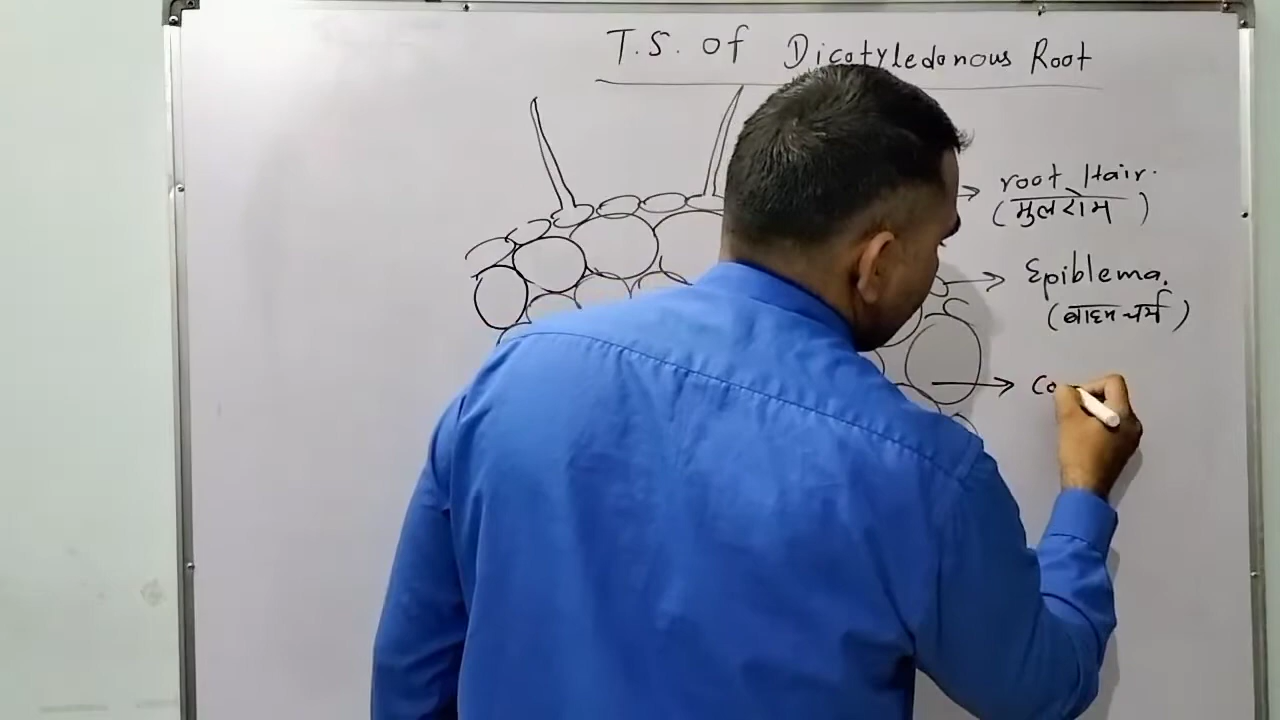 T.S. of Dicotyledonous Root
root Hair.
(मुलरोम)
Epiblema.
(बाह्म चर्म)
Co